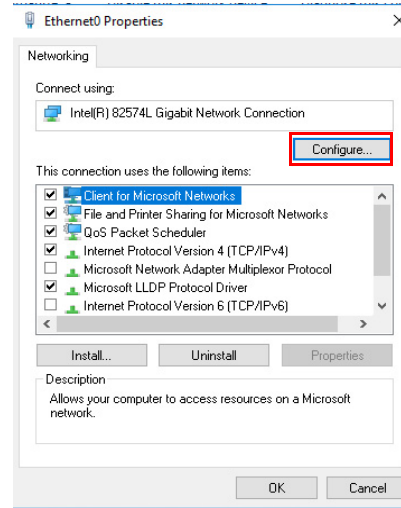 Ethernet0 Properties
Networking
Connect using:
Intel(R) 82574L Gigabit Network Connection
Configure...
This connection uses the following items:
Client for Microsoft Networks
File and Printer Sharing for Microsoft Networks
QoS Packet Scheduler
Internet Protocol Version 4 (TCP/IPv4)
Microsoft Network Adapter Multiplexor Protocol
Microsoft LLDP Protocol Driver
Internet Protocol Version 6 (TCP/IPv6)
Install...
Uninstall
Properties
Description
Allows your computer to access resources on a Microsoft
network.
OK
Cancel